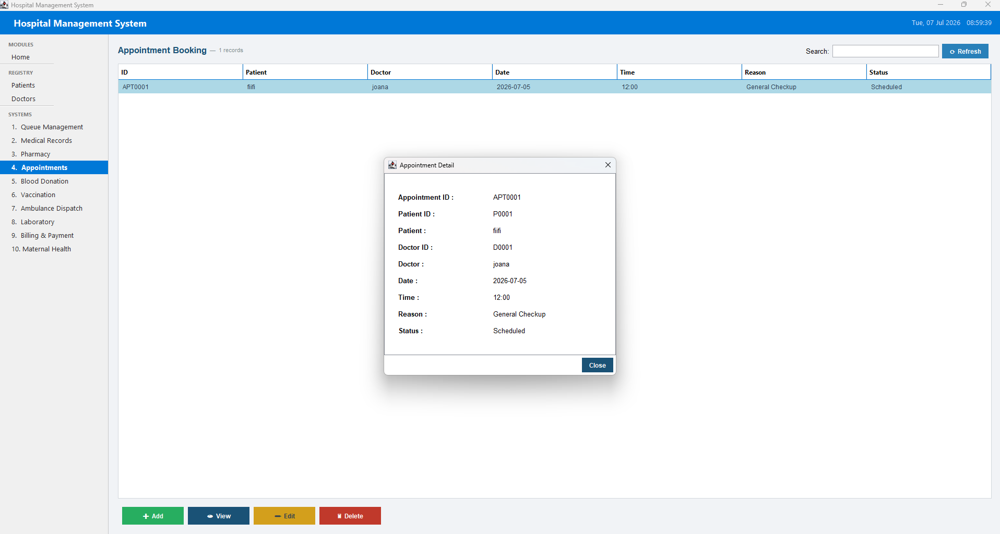 Hospital Management System
Hospital Management System
Tue, 07 Jul 2026 08:59:39
MODULES
Home
REGISTRY
Patients
Doctors
SYSTEMS
1. Queue Management
2. Medical Records
3. Pharmacy
4. Appointments
5. Blood Donation
6. Vaccination
7. Ambulance Dispatch
8. Laboratory
9. Billing & Payment
10. Maternal Health
Appointment Booking — 1 records
Search:
Refresh
ID Patient Doctor Date Time Reason Status
APT0001 fiifi joana 2026-07-05 12:00 General Checkup Scheduled
Appointment Detail
Appointment ID : APT0001
Patient ID : P0001
Patient : fiifi
Doctor ID : D0001
Doctor : joana
Date : 2026-07-05
Time : 12:00
Reason : General Checkup
Status : Scheduled
Close
Add
View
Edit
Delete